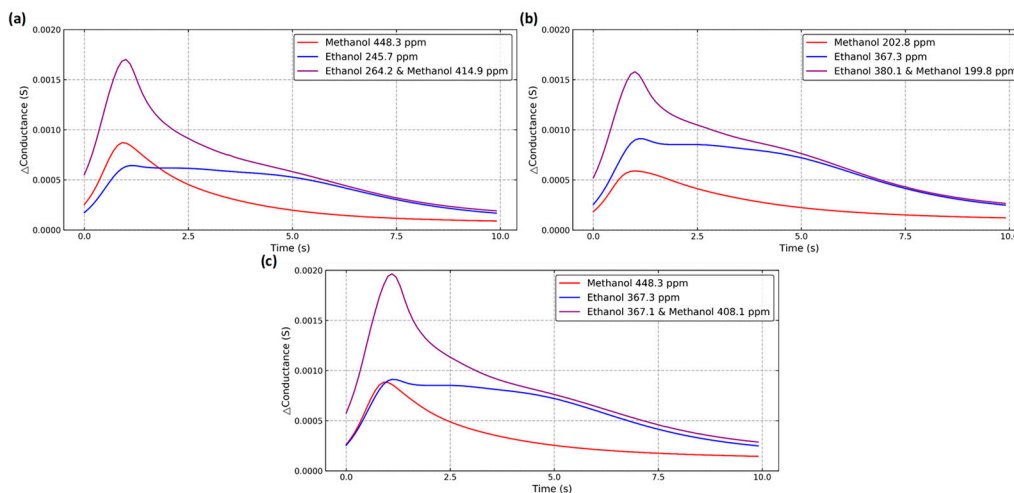 (a)
0.0020
0.0015
0.0010
0.0005
0.0000
△Conductance (S)
Methanol 448.3 ppm
Ethanol 245.7 ppm
Ethanol 264.2 & Methanol 414.9 ppm
0.0 2.5 5.0 7.5 10.0
Time (s)
(b)
0.0020
0.0015
0.0010
0.0005
0.0000
△Conductance (S)
Methanol 202.8 ppm
Ethanol 367.3 ppm
Ethanol 380.1 & Methanol 199.8 ppm
0.0 2.5 5.0 7.5 10.0
Time (s)
(c)
0.0020
0.0015
0.0010
0.0005
0.0000
△Conductance (S)
Methanol 448.3 ppm
Ethanol 367.3 ppm
Ethanol 367.1 & Methanol 408.1 ppm
0.0 2.5 5.0 7.5 10.0
Time (s)